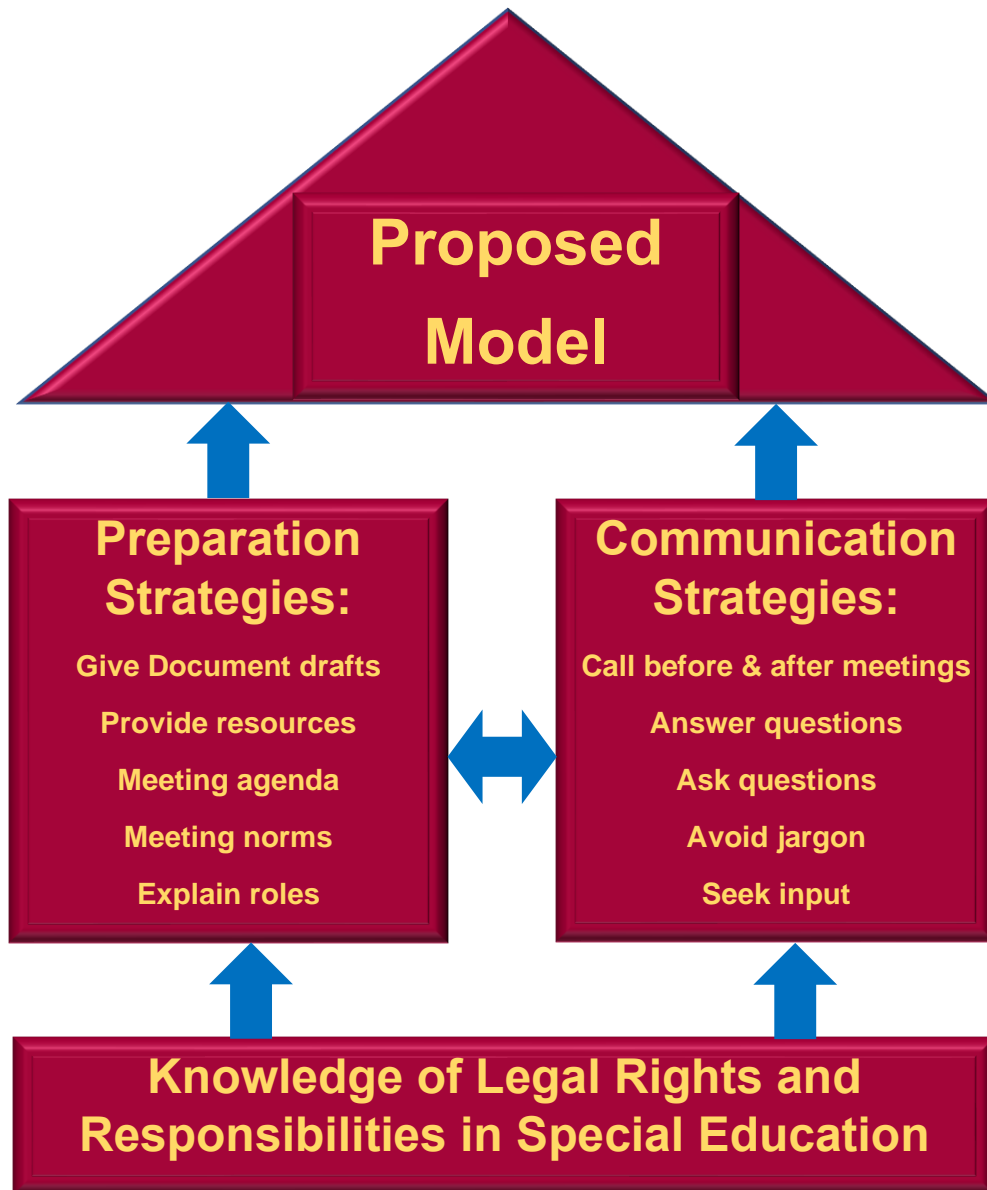 Proposed
Model
Preparation
Strategies:
Give Document drafts
Provide resources
Meeting agenda
Meeting norms
Explain roles
Communication
Strategies:
Call before & after meetings
Answer questions
Ask questions
Avoid jargon
Seek input
Knowledge of Legal Rights and
Responsibilities in Special Education